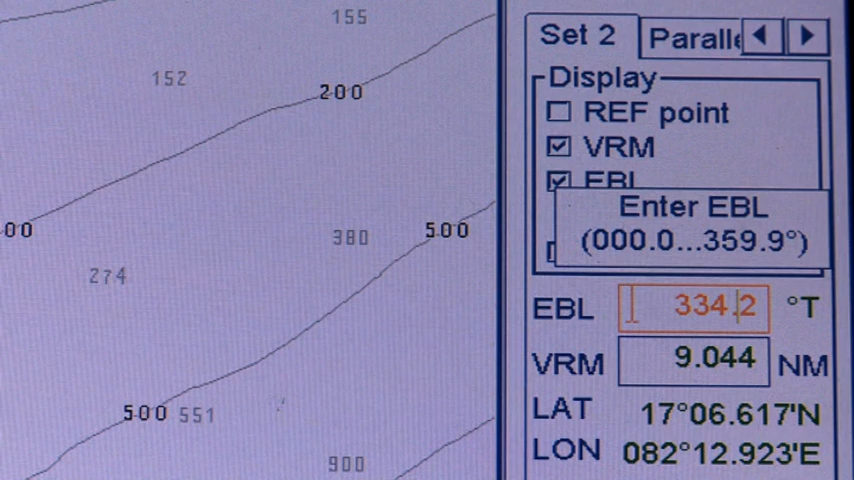 155
152
200
00
380
500
274
500 551
900
Set 2 Paralle
Display
REF point
VRM
EBL
Enter EBL
(000.0...359.9°)
EBL 334.2 °T
VRM 9.044 NM
LAT 17°06.617'N
LON 082°12.923'E